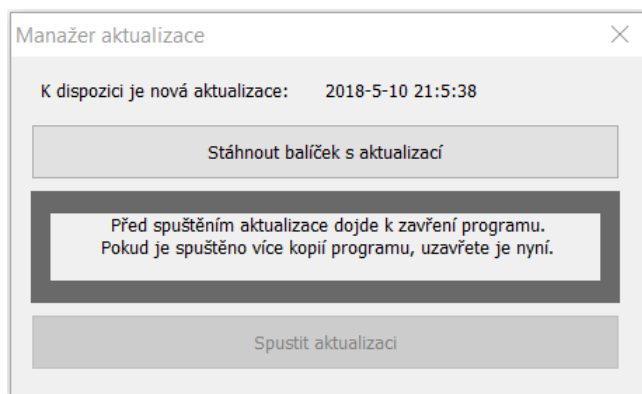 Manažer aktualizace
K dispozici je nová aktualizace: 2018-5-10 21:5:38
Stáhnout balíček s aktualizací
Před spuštěním aktualizace dojde k zavření programu.
Pokud je spuštěno více kopií programu, uzavřete je nyní.
Spustit aktualizaci